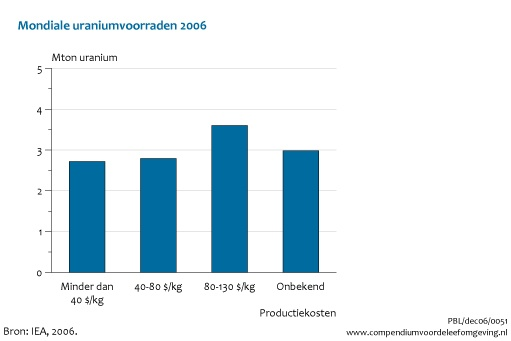 Mondiale uraniumvoorraden 2006
Mton uranium
5
4
3
2
1
0
Minder dan
40 $/kg
40-80 $/kg
80-130 $/kg
Onbekend
Productiekosten
Bron: IEA, 2006.
PBL/dec06/0051
www.compendiumvoordeleefomgeving.nl